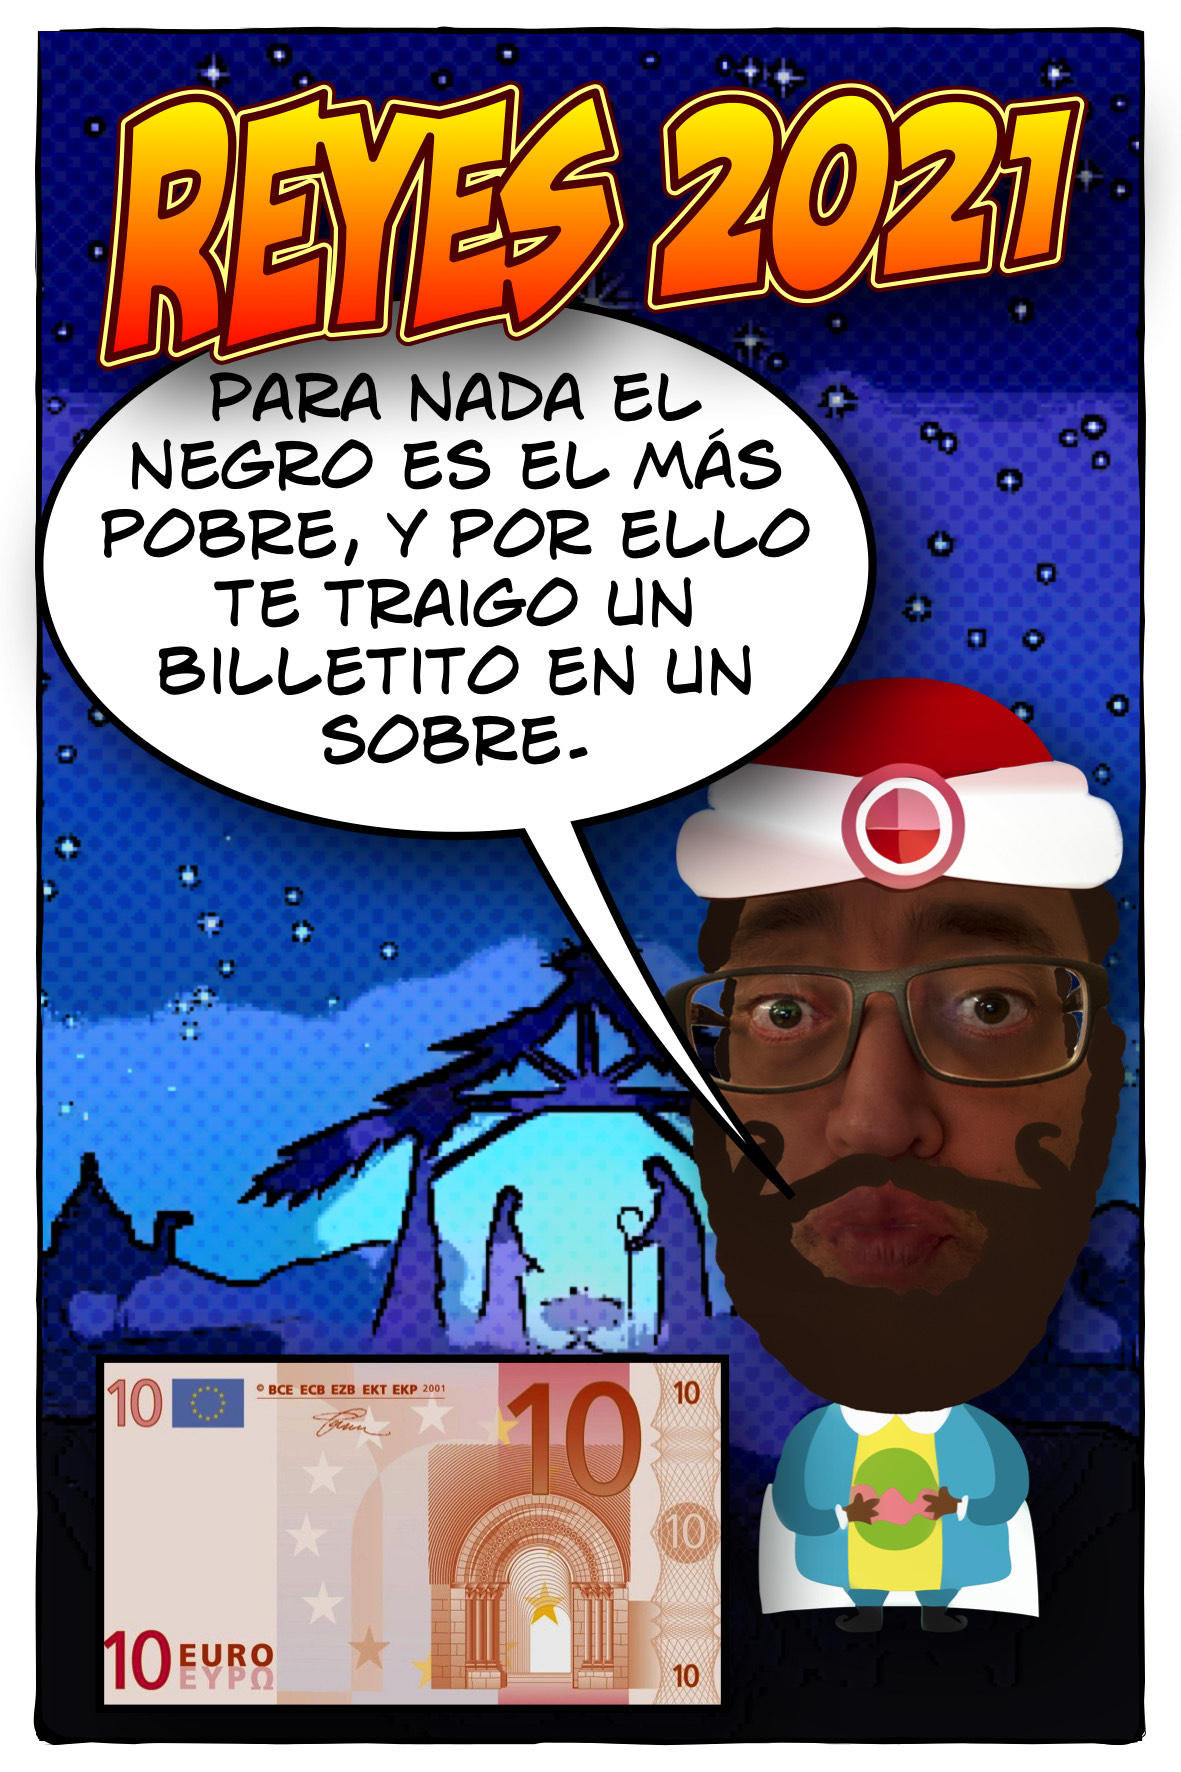 REYES 2021
PARA NADA EL
NEGRO ES EL MÁS
POBRE, Y POR ELLO
TE TRAIGO UN
BILLETITO EN UN
SOBRE.
10
© BCE ECB EZB EKT EKP 2001
10
10
10
10 EURO
ΕΥΡΩ
10